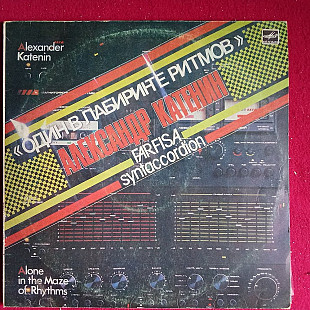 Alexander
Katenin
«ОДИН В ЛАБИРИНТЕ РИТМОВ»
АЛЕКСАНДР КАТЕНИН
FARFISA
syntaccordion
Alone
in the Maze
of Rhythms